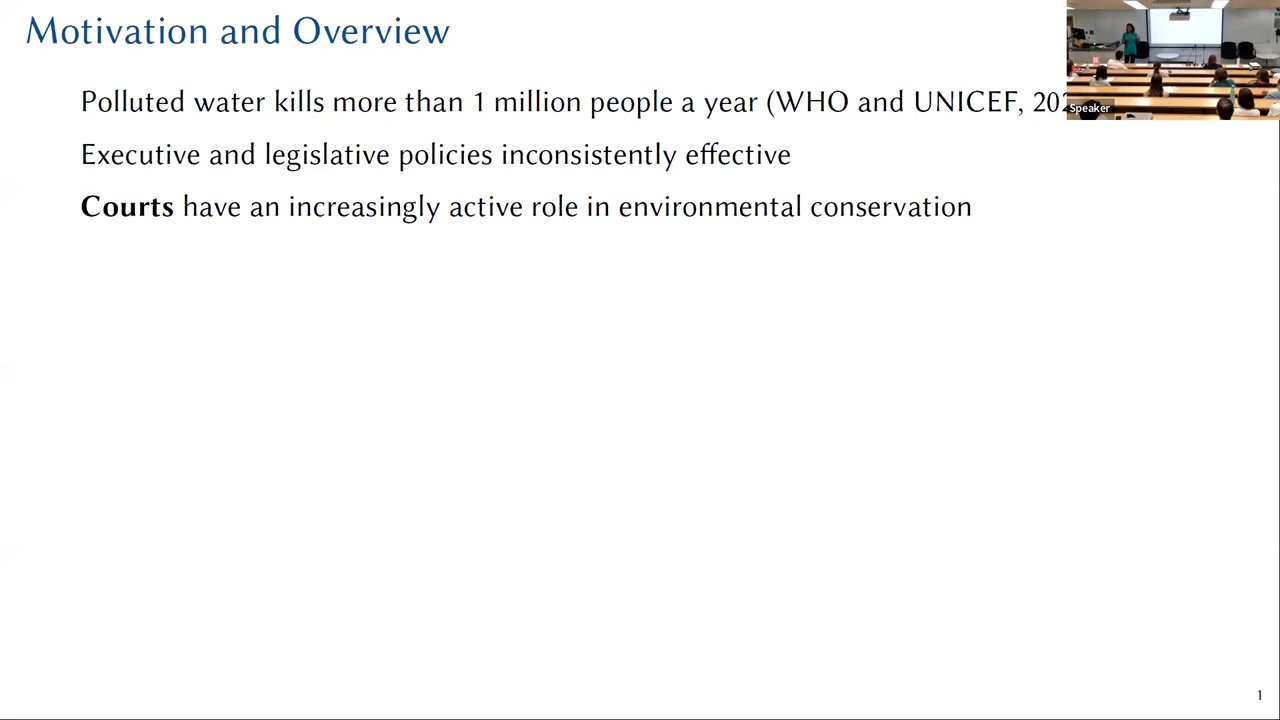 Motivation and Overview
Polluted water kills more than 1 million people a year (WHO and UNICEF,
Speaker
Executive and legislative policies inconsistently effective
Courts have an increasingly active role in environmental conservation
1